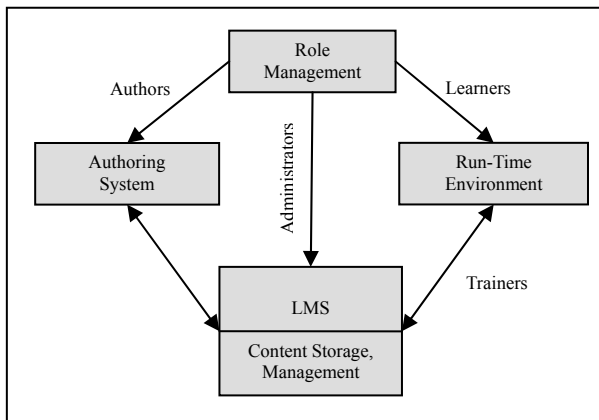 Role
Management
Authors
Learners
Administrators
Authoring
System
Run-Time
Environment
Trainers
LMS
Content Storage,
Management